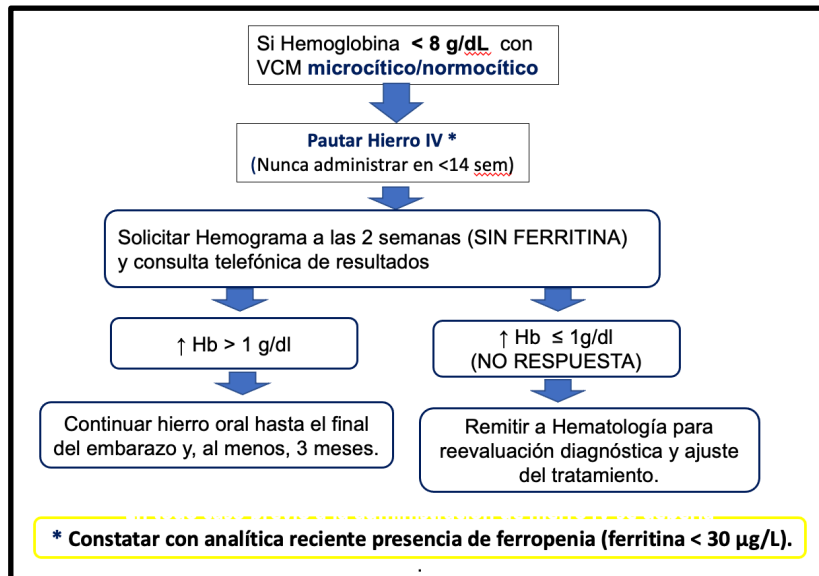 Si Hemoglobina < 8 g/dL con
VCM microcítico/normocítico
Pautar Hierro IV *
(Nunca administrar en <14 sem)
Solicitar Hemograma a las 2 semanas (SIN FERRITINA)
y consulta telefónica de resultados
↑ Hb > 1 g/dl
↑ Hb ≤ 1g/dl
(NO RESPUESTA)
Continuar hierro oral hasta el final
del embarazo y, al menos, 3 meses.
Remitir a Hematología para
reevaluación diagnóstica y ajuste
del tratamiento.
* Constatar con analítica reciente presencia de ferropenia (ferritina < 30 µg/L).
.